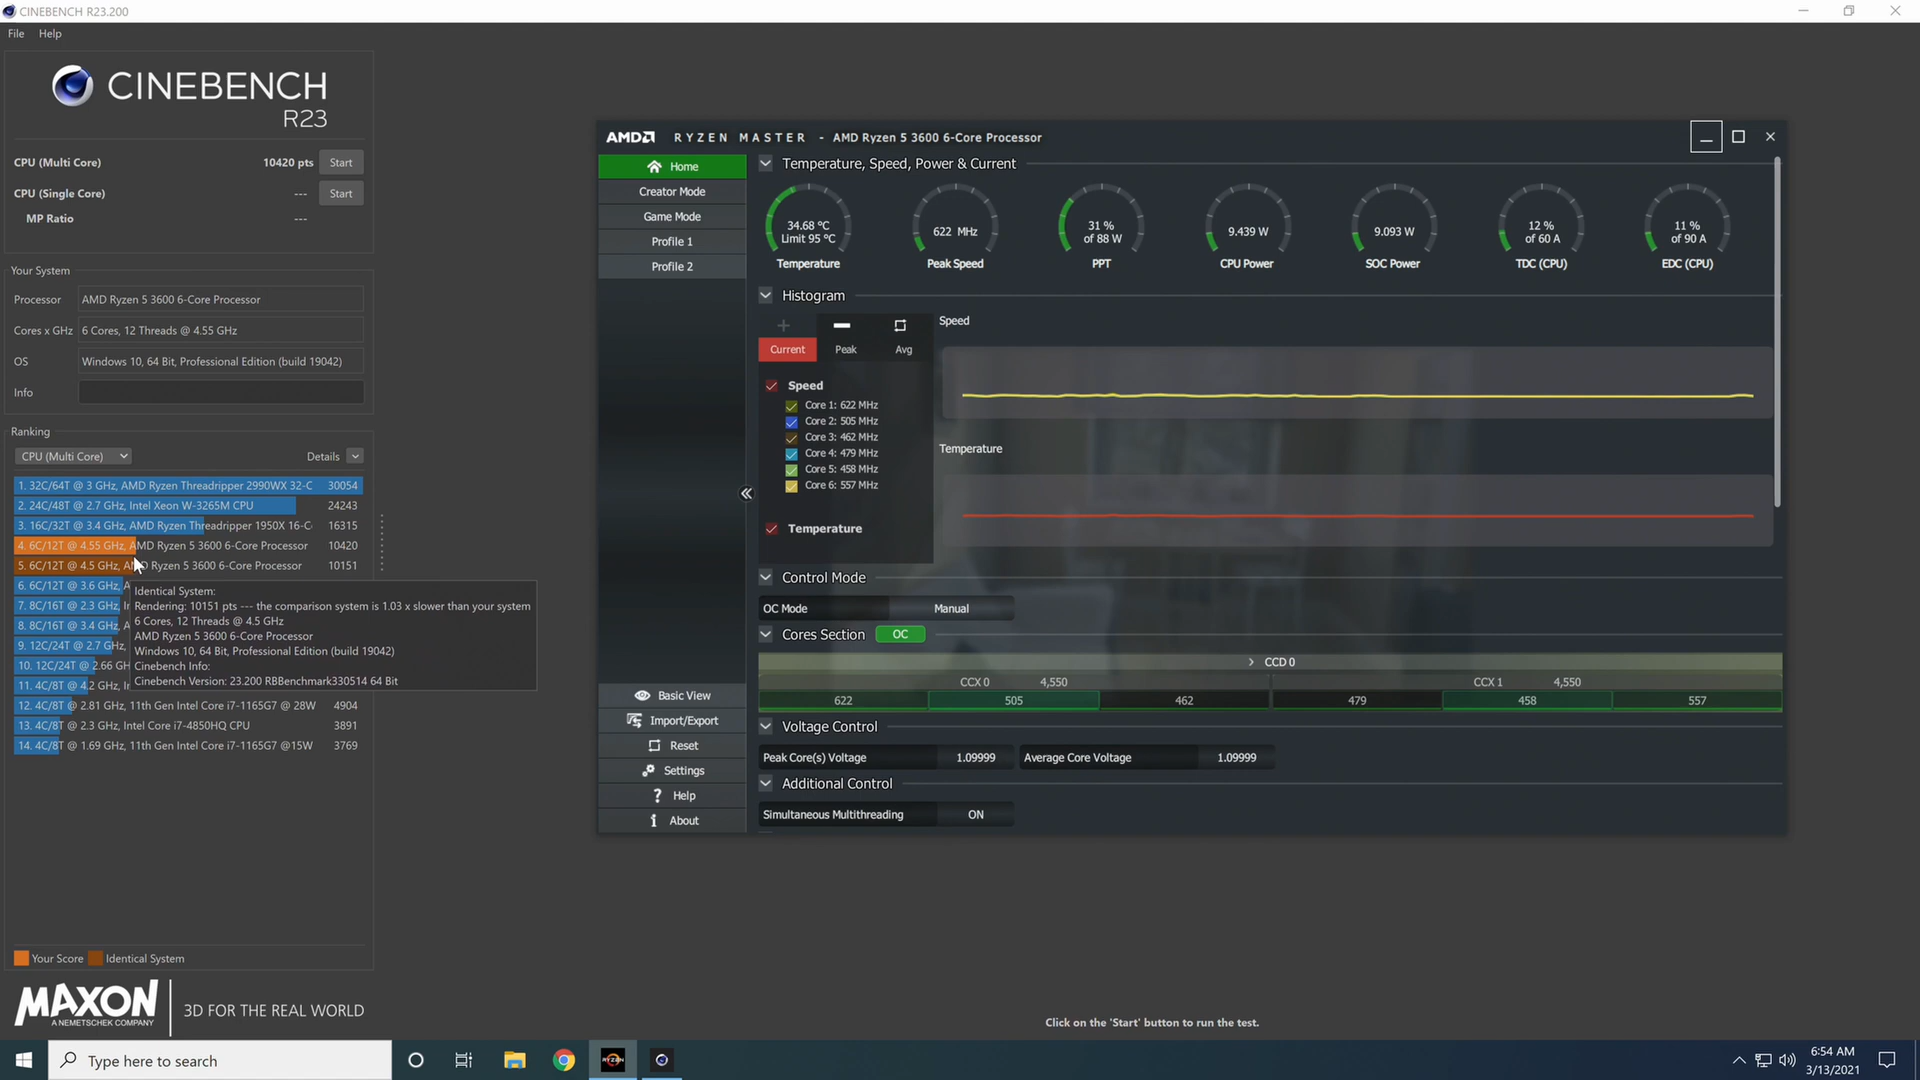 CINEBENCH R23.200
File Help
CINEBENCH
R23
CPU (Multi Core) 10420 pts Start
CPU (Single Core) --- Start
MP Ratio ---
Your System
Processor AMD Ryzen 5 3600 6-Core Processor
Cores x GHz 6 Cores, 12 Threads @ 4.55 GHz
OS Windows 10, 64 Bit, Professional Edition (build 19042)
Info
Ranking
CPU (Multi Core) Details
1. 32C/64T @ 3 GHz, AMD Ryzen Threadripper 2990WX 32-C 30054
2. 24C/48T @ 2.7 GHz, Intel Xeon W-3265M CPU 24243
3. 16C/32T @ 3.4 GHz, AMD Ryzen Threadripper 1950X 16-C 16315
4. 6C/12T @ 4.55 GHz, AMD Ryzen 5 3600 6-Core Processor 10420
5. 6C/12T @ 4.5 GHz, AMD Ryzen 5 3600 6-Core Processor 10151
6. 6C/12T @ 3.6 GHz, A
7. 8C/16T @ 2.3 GHz, I
8. 8C/16T @ 3.4 GHz, A
9. 12C/24T @ 2.7 GHz,
10. 12C/24T @ 2.66 GH
11. 4C/8T @ 4.2 GHz, I
12. 4C/8T @ 2.81 GHz, 11th Gen Intel Core i7-1165G7 @ 28W 4904
13. 4C/8T @ 2.3 GHz, Intel Core i7-4850HQ CPU 3891
14. 4C/8T @ 1.69 GHz, 11th Gen Intel Core i7-1165G7 @15W 3769
Identical System:
Rendering: 10151 pts --- the comparison system is 1.03 x slower than your system
6 Cores, 12 Threads @ 4.5 GHz
AMD Ryzen 5 3600 6-Core Processor
Windows 10, 64 Bit, Professional Edition (build 19042)
Cinebench Info:
Cinebench Version: 23.200 RBBenchmark330514 64 Bit
Your Score Identical System
MAXON
A NEMETSCHEK COMPANY
3D FOR THE REAL WORLD
AMD RYZEN MASTER - AMD Ryzen 5 3600 6-Core Processor
Home
Creator Mode
Game Mode
Profile 1
Profile 2
Basic View
Import/Export
Reset
Settings
Help
About
Temperature, Speed, Power & Current
34.68 °C
Limit 95 °C
Temperature
622 MHz
Peak Speed
31 %
of 88 W
PPT
9.439 W
CPU Power
9.093 W
SOC Power
12 %
of 60 A
TDC (CPU)
11 %
of 90 A
EDC (CPU)
Histogram
Current Peak Avg
Speed
Core 1: 622 MHz
Core 2: 505 MHz
Core 3: 462 MHz
Core 4: 479 MHz
Core 5: 458 MHz
Core 6: 557 MHz
Temperature
Speed
Temperature
Control Mode
OC Mode Manual
Cores Section OC
CCD 0
CCX 0 4,550 CCX 1 4,550
622 505 462 479 458 557
Voltage Control
Peak Core(s) Voltage 1.09999 Average Core Voltage 1.09999
Additional Control
Simultaneous Multithreading ON
Click on the 'Start' button to run the test.
Type here to search
RYZEN
6:54 AM
3/13/2021